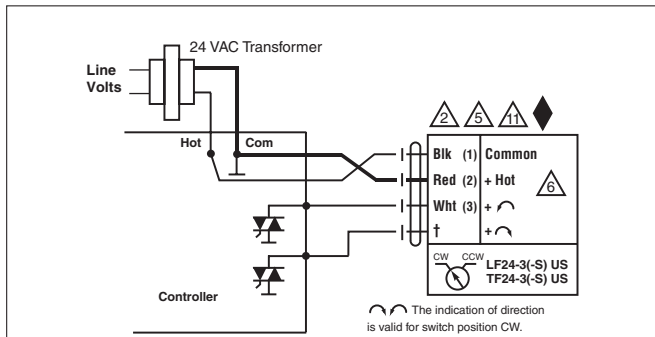 24 VAC Transformer
Line
Volts
Hot
Com
2
5
11
Blk (1) Common
Red (2) + Hot
6
Wht (3) +
† +
CW CCW
LF24-3(-S) US
TF24-3(-S) US
Controller
The indication of direction
is valid for switch position CW.